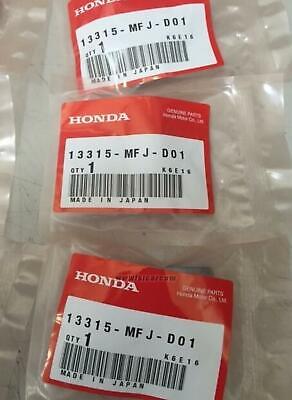 13315-MFJ-D01
QTY 1 K6E16
MADE IN JAPAN
HONDA
GENUINE PARTS
Honda Motor Co., Ltd.
13315-MFJ-D01
QTY 1 K6E16
MADE IN JAPAN
HONDA
GENUINE PARTS
Honda Motor Co., Ltd.
13315-MFJ-D01
QTY 1 K6E16
MADE IN JAPAN